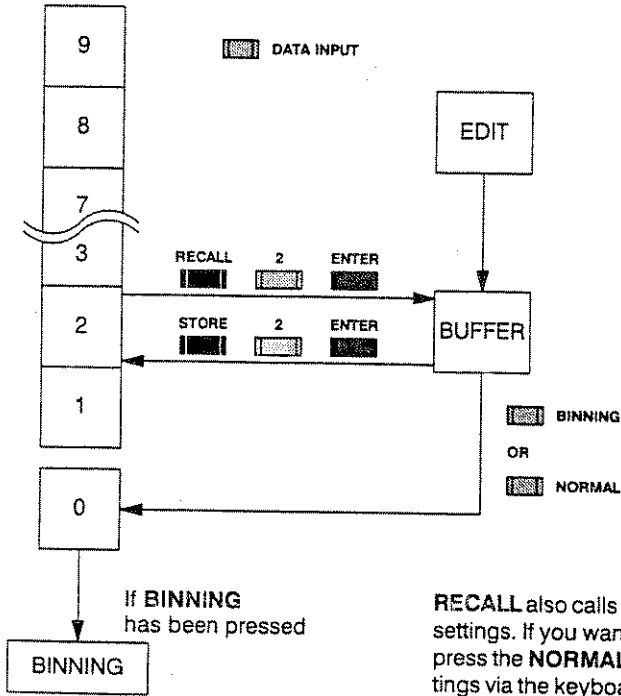 9
DATA INPUT
8
EDIT
7
3
RECALL 2 ENTER
2
STORE 2 ENTER
BUFFER
1
BINNING
OR
NORMAL
0
If BINNING
has been pressed
BINNING
RECALL also calls
settings. If you wan
press the NORMAL
tings via the keyboa